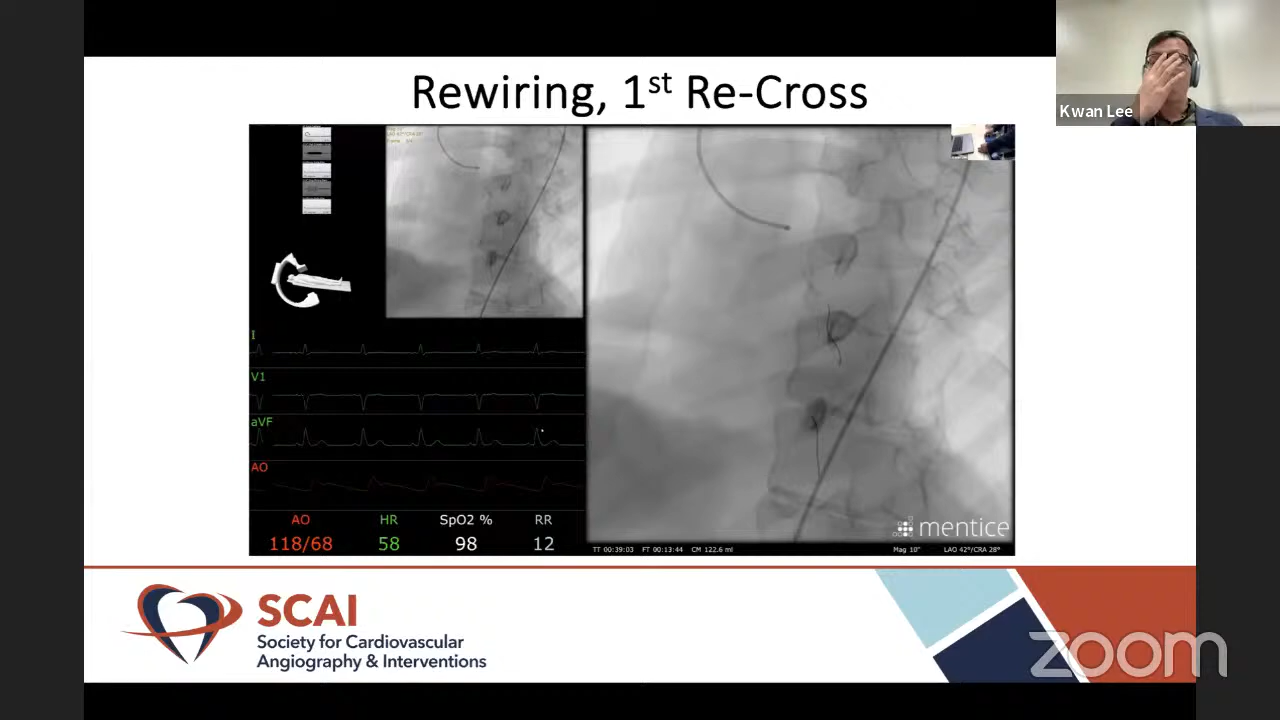 Rewiring, 1st Re-Cross
Kwan Lee
I
V1
aVF
AO
AO HR SpO2 % RR
118/68 58 98 12
mentice
TT 00:39:03 FT 00:13:44 CM 122.6 ml Mag 10" LAO 42°/CRA 28°
SCAI
Society for Cardiovascular
Angiography & Interventions
zoom